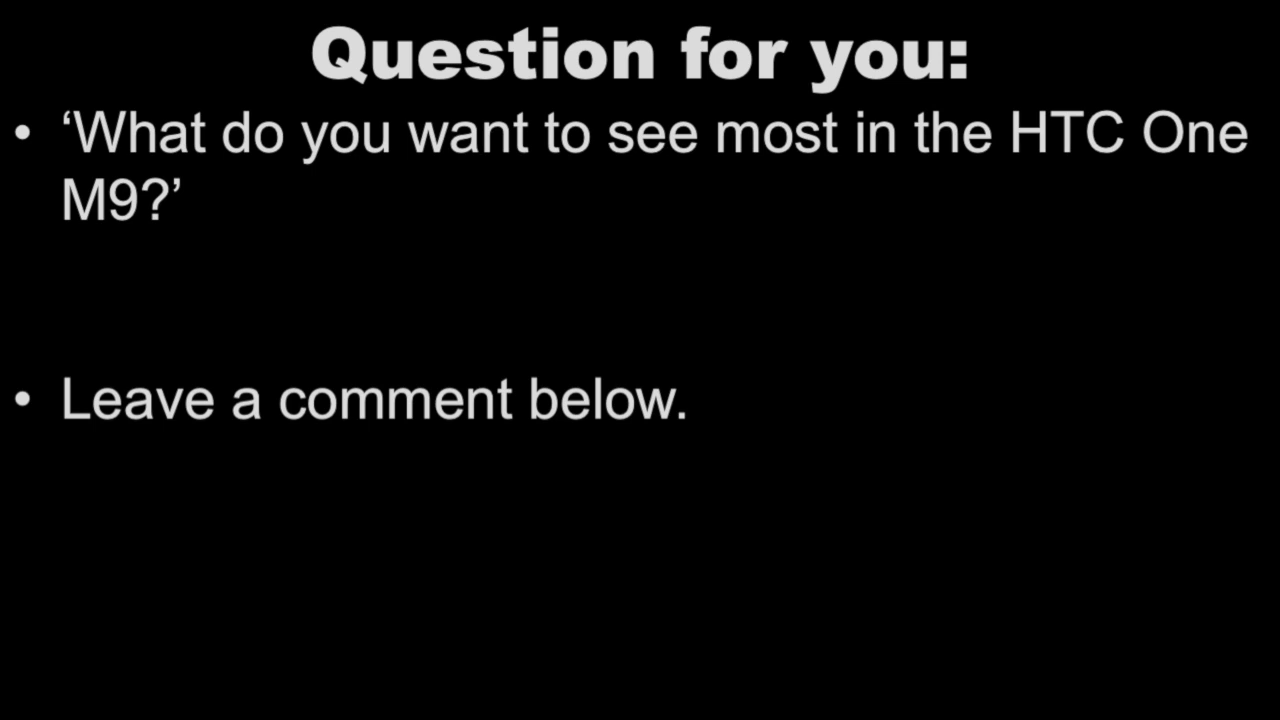 Question for you:
• ‘What do you want to see most in the HTC One
M9?’
• Leave a comment below.